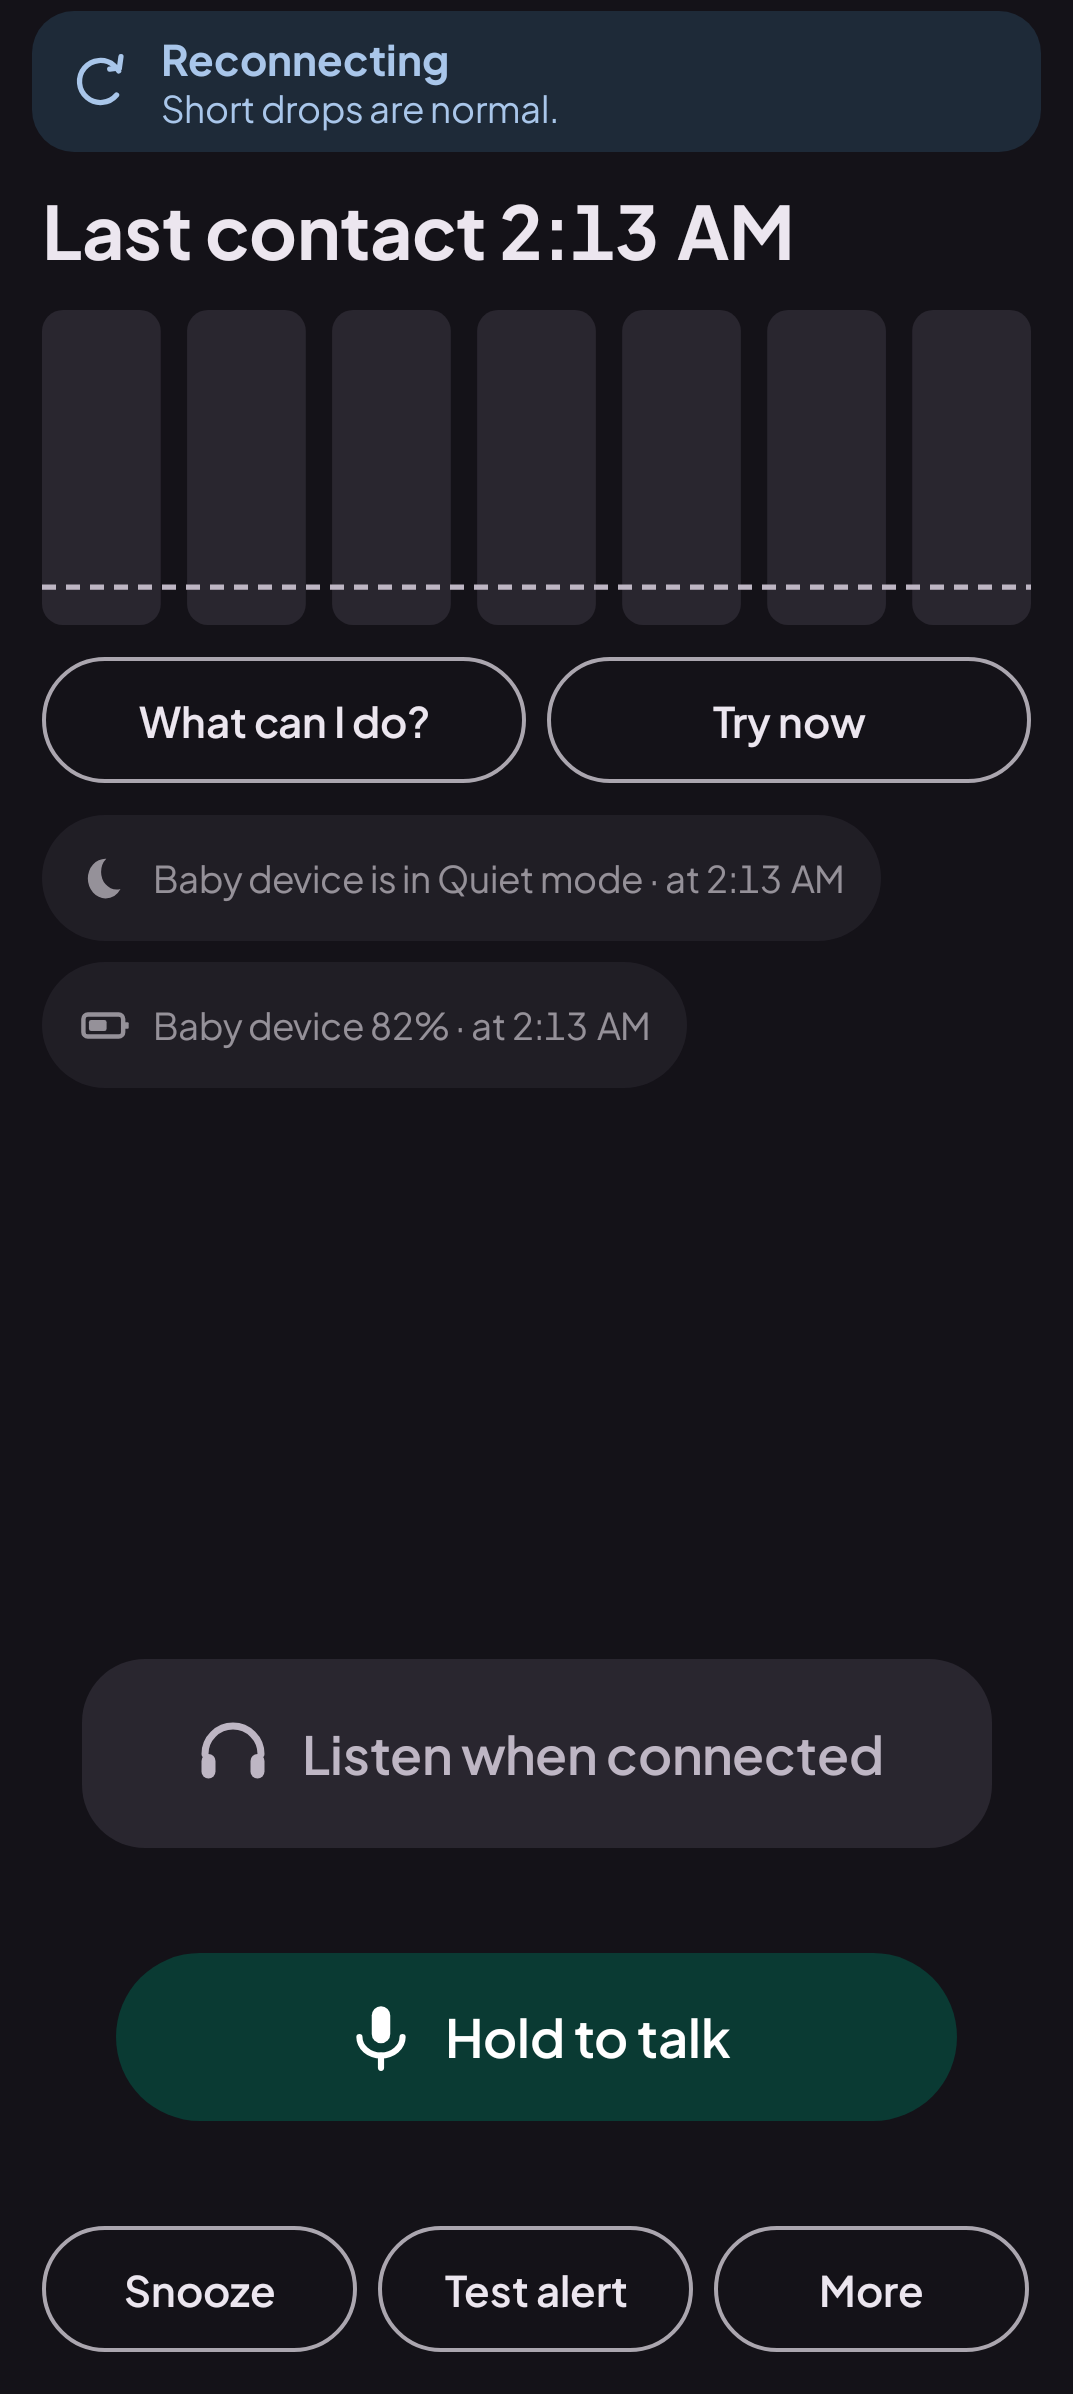 Reconnecting
Short drops are normal.
Last contact 2:13 AM
What can I do?
Try now
Baby device is in Quiet mode · at 2:13 AM
Baby device 82% · at 2:13 AM
Listen when connected
Hold to talk
Snooze
Test alert
More